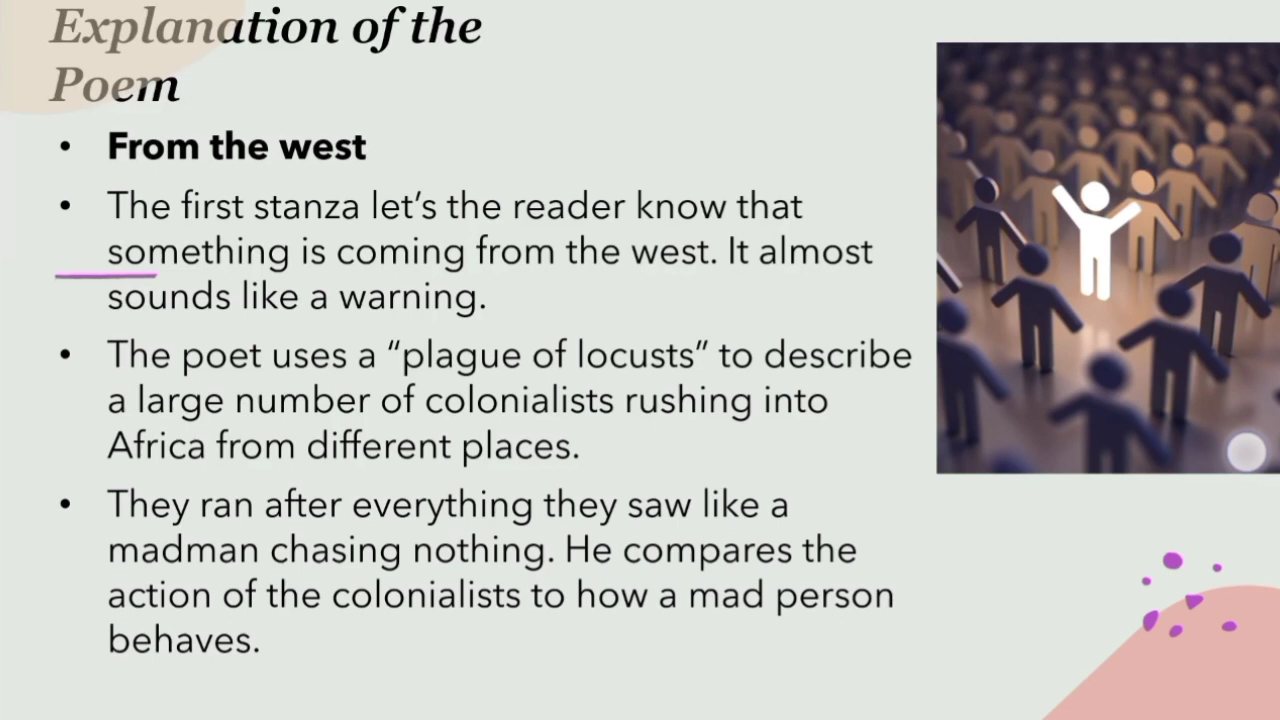 Explanation of the
Poem
• From the west
• The first stanza let’s the reader know that
something is coming from the west. It almost
sounds like a warning.
• The poet uses a “plague of locusts” to describe
a large number of colonialists rushing into
Africa from different places.
• They ran after everything they saw like a
madman chasing nothing. He compares the
action of the colonialists to how a mad person
behaves.